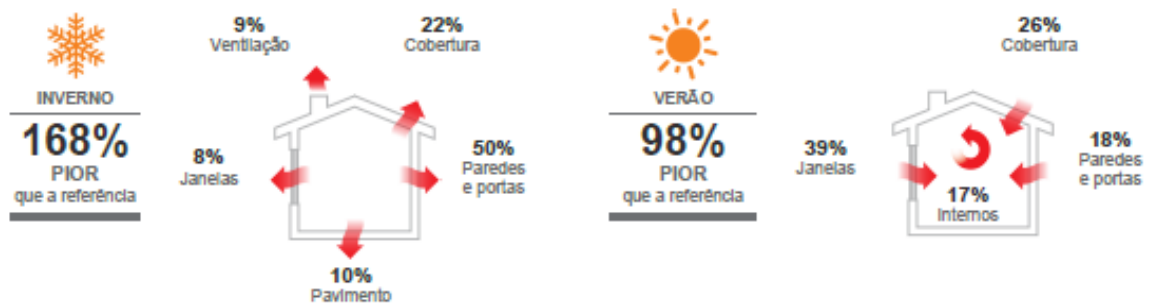 INVERNO
168%
PIOR
que a referência
9%
Ventilação
22%
Cobertura
8%
Janelas
50%
Paredes
e portas
10%
Pavimento
VERÃO
98%
PIOR
que a referência
26%
Cobertura
39%
Janelas
18%
Paredes
e portas
17%
Internos